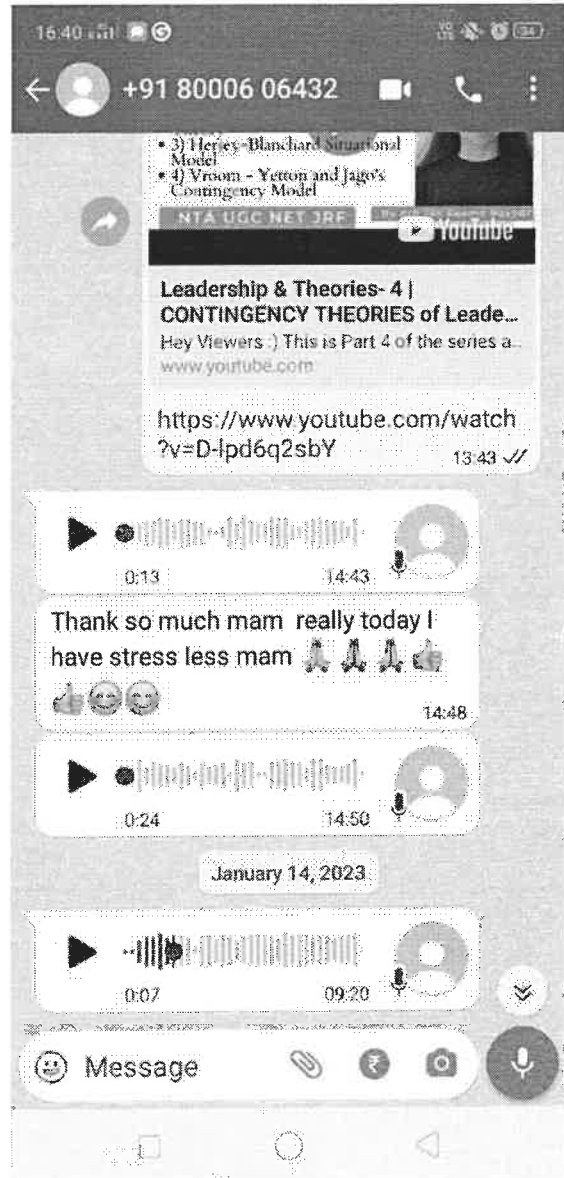 16:40
+91 80006 06432
• 3) Hersey-Blanchard Situational
Model
• 4) Vroom - Yetton and Jago's
Contingency Model
NTA UGC NET JRF
YouTube
Leadership & Theories- 4 |
CONTINGENCY THEORIES of Leade...
Hey Viewers :) This is Part 4 of the series a...
www.youtube.com
https://www.youtube.com/watch
?v=D-lpd6q2sbY
13:43
0:13 14:43
Thank so much mam really today I
have stress less mam 🙏🙏🙏👍
👍😊😊
14:48
0:24 14:50
January 14, 2023
0:07 09:20
Message